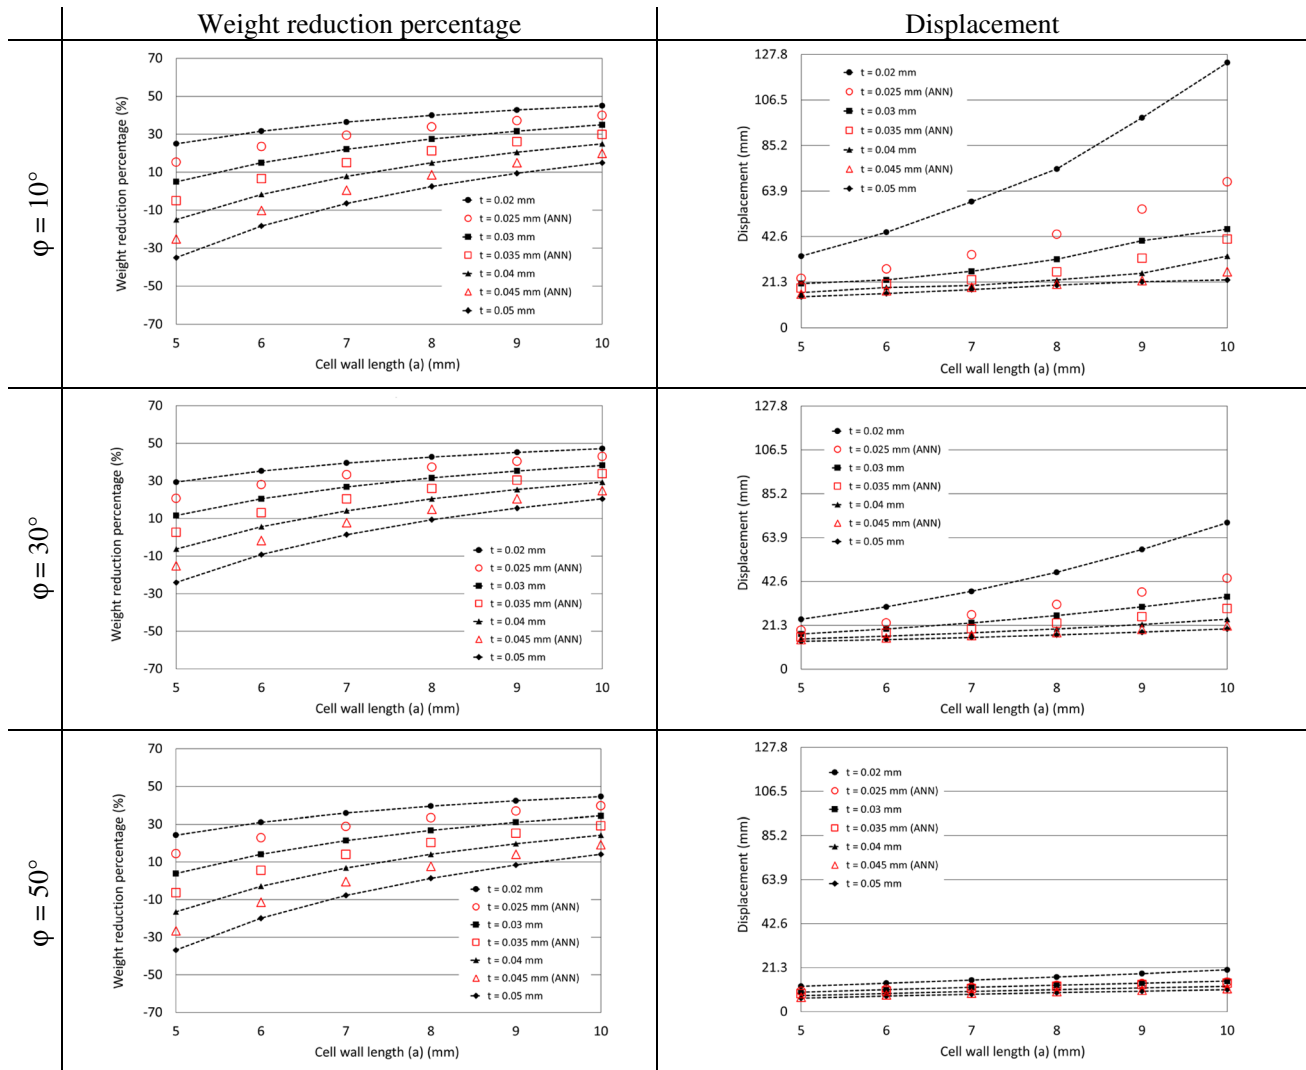 Weight reduction percentage
Displacement
φ = 10°
Weight reduction percentage (%)
70
50
30
10
-10
-30
-50
-70
t = 0.02 mm
t = 0.025 mm (ANN)
t = 0.03 mm
t = 0.035 mm (ANN)
t = 0.04 mm
t = 0.045 mm (ANN)
t = 0.05 mm
5 6 7 8 9 10
Cell wall length (a) (mm)
Displacement (mm)
127.8
106.5
85.2
63.9
42.6
21.3
0
t = 0.02 mm
t = 0.025 mm (ANN)
t = 0.03 mm
t = 0.035 mm (ANN)
t = 0.04 mm
t = 0.045 mm (ANN)
t = 0.05 mm
5 6 7 8 9 10
Cell wall length (a) (mm)
φ = 30°
Weight reduction percentage (%)
70
50
30
10
-10
-30
-50
-70
t = 0.02 mm
t = 0.025 mm (ANN)
t = 0.03 mm
t = 0.035 mm (ANN)
t = 0.04 mm
t = 0.045 mm (ANN)
t = 0.05 mm
5 6 7 8 9 10
Cell wall length (a) (mm)
Displacement (mm)
127.8
106.5
85.2
63.9
42.6
21.3
0
t = 0.02 mm
t = 0.025 mm (ANN)
t = 0.03 mm
t = 0.035 mm (ANN)
t = 0.04 mm
t = 0.045 mm (ANN)
t = 0.05 mm
5 6 7 8 9 10
Cell wall length (a) (mm)
φ = 50°
Weight reduction percentage (%)
70
50
30
10
-10
-30
-50
-70
t = 0.02 mm
t = 0.025 mm (ANN)
t = 0.03 mm
t = 0.035 mm (ANN)
t = 0.04 mm
t = 0.045 mm (ANN)
t = 0.05 mm
5 6 7 8 9 10
Cell wall length (a) (mm)
Displacement (mm)
127.8
106.5
85.2
63.9
42.6
21.3
0
t = 0.02 mm
t = 0.025 mm (ANN)
t = 0.03 mm
t = 0.035 mm (ANN)
t = 0.04 mm
t = 0.045 mm (ANN)
t = 0.05 mm
5 6 7 8 9 10
Cell wall length (a) (mm)